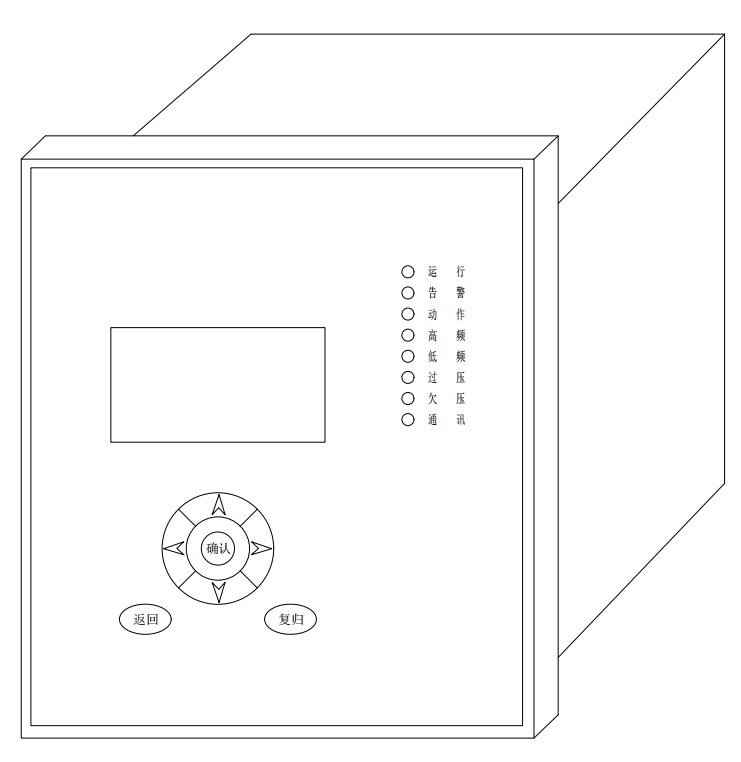 运 行
告 警
动 作
高 频
低 频
过 压
欠 压
通 讯
确认
返回 复归